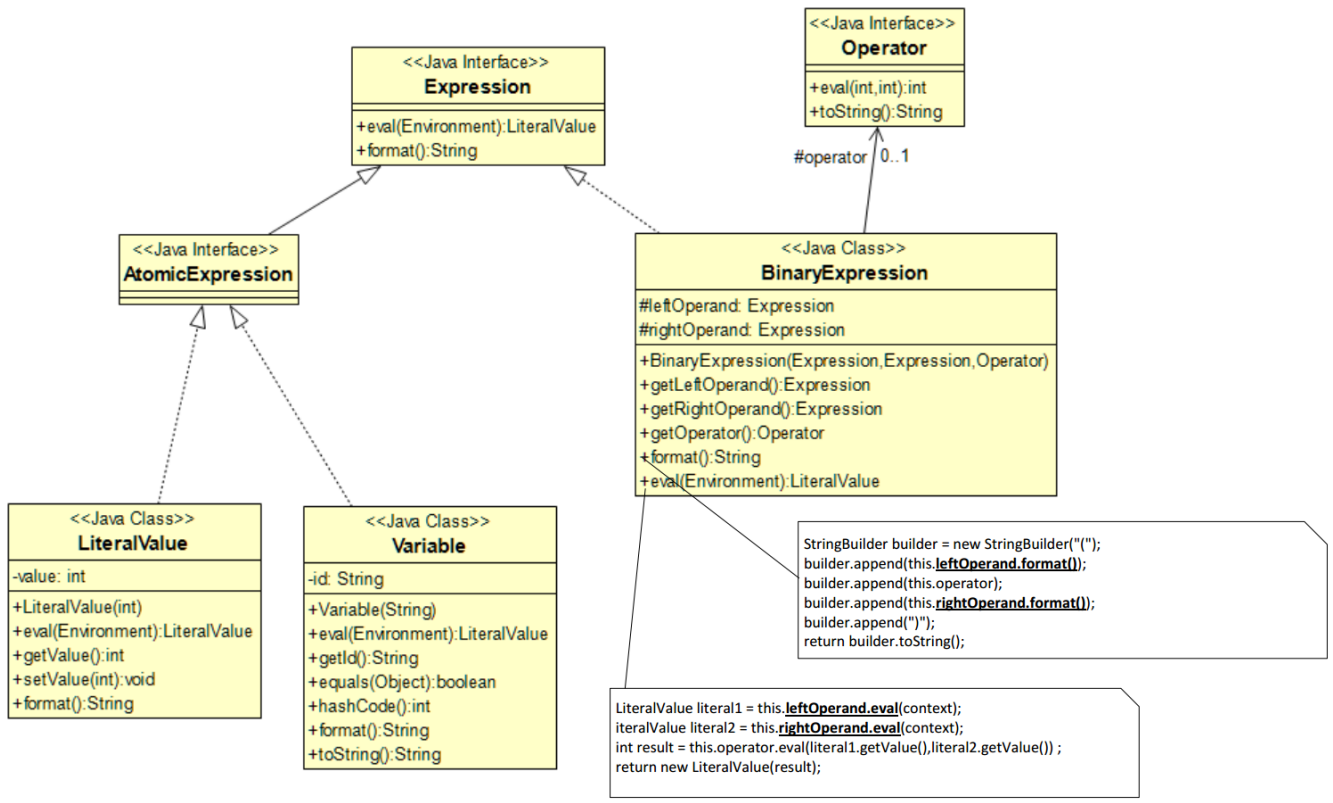 <<Java Interface>>
Operator
+eval(int,int):int
+toString():String
#operator
0..1
<<Java Interface>>
Expression
+eval(Environment):LiteralValue
+format():String
<<Java Interface>>
AtomicExpression
<<Java Class>>
BinaryExpression
#leftOperand: Expression
#rightOperand: Expression
+BinaryExpression(Expression,Expression,Operator)
+getLeftOperand():Expression
+getRightOperand():Expression
+getOperator():Operator
+format():String
+eval(Environment):LiteralValue
<<Java Class>>
LiteralValue
-value: int
+LiteralValue(int)
+eval(Environment):LiteralValue
+getValue():int
+setValue(int):void
+format():String
<<Java Class>>
Variable
-id: String
+Variable(String)
+eval(Environment):LiteralValue
+getId():String
+equals(Object):boolean
+hashCode():int
+format():String
+toString():String
StringBuilder builder = new StringBuilder("(");
builder.append(this.leftOperand.format());
builder.append(this.operator);
builder.append(this.rightOperand.format());
builder.append(")");
return builder.toString();
LiteralValue literal1 = this.leftOperand.eval(context);
iteralValue literal2 = this.rightOperand.eval(context);
int result = this.operator.eval(literal1.getValue(),literal2.getValue()) ;
return new LiteralValue(result);